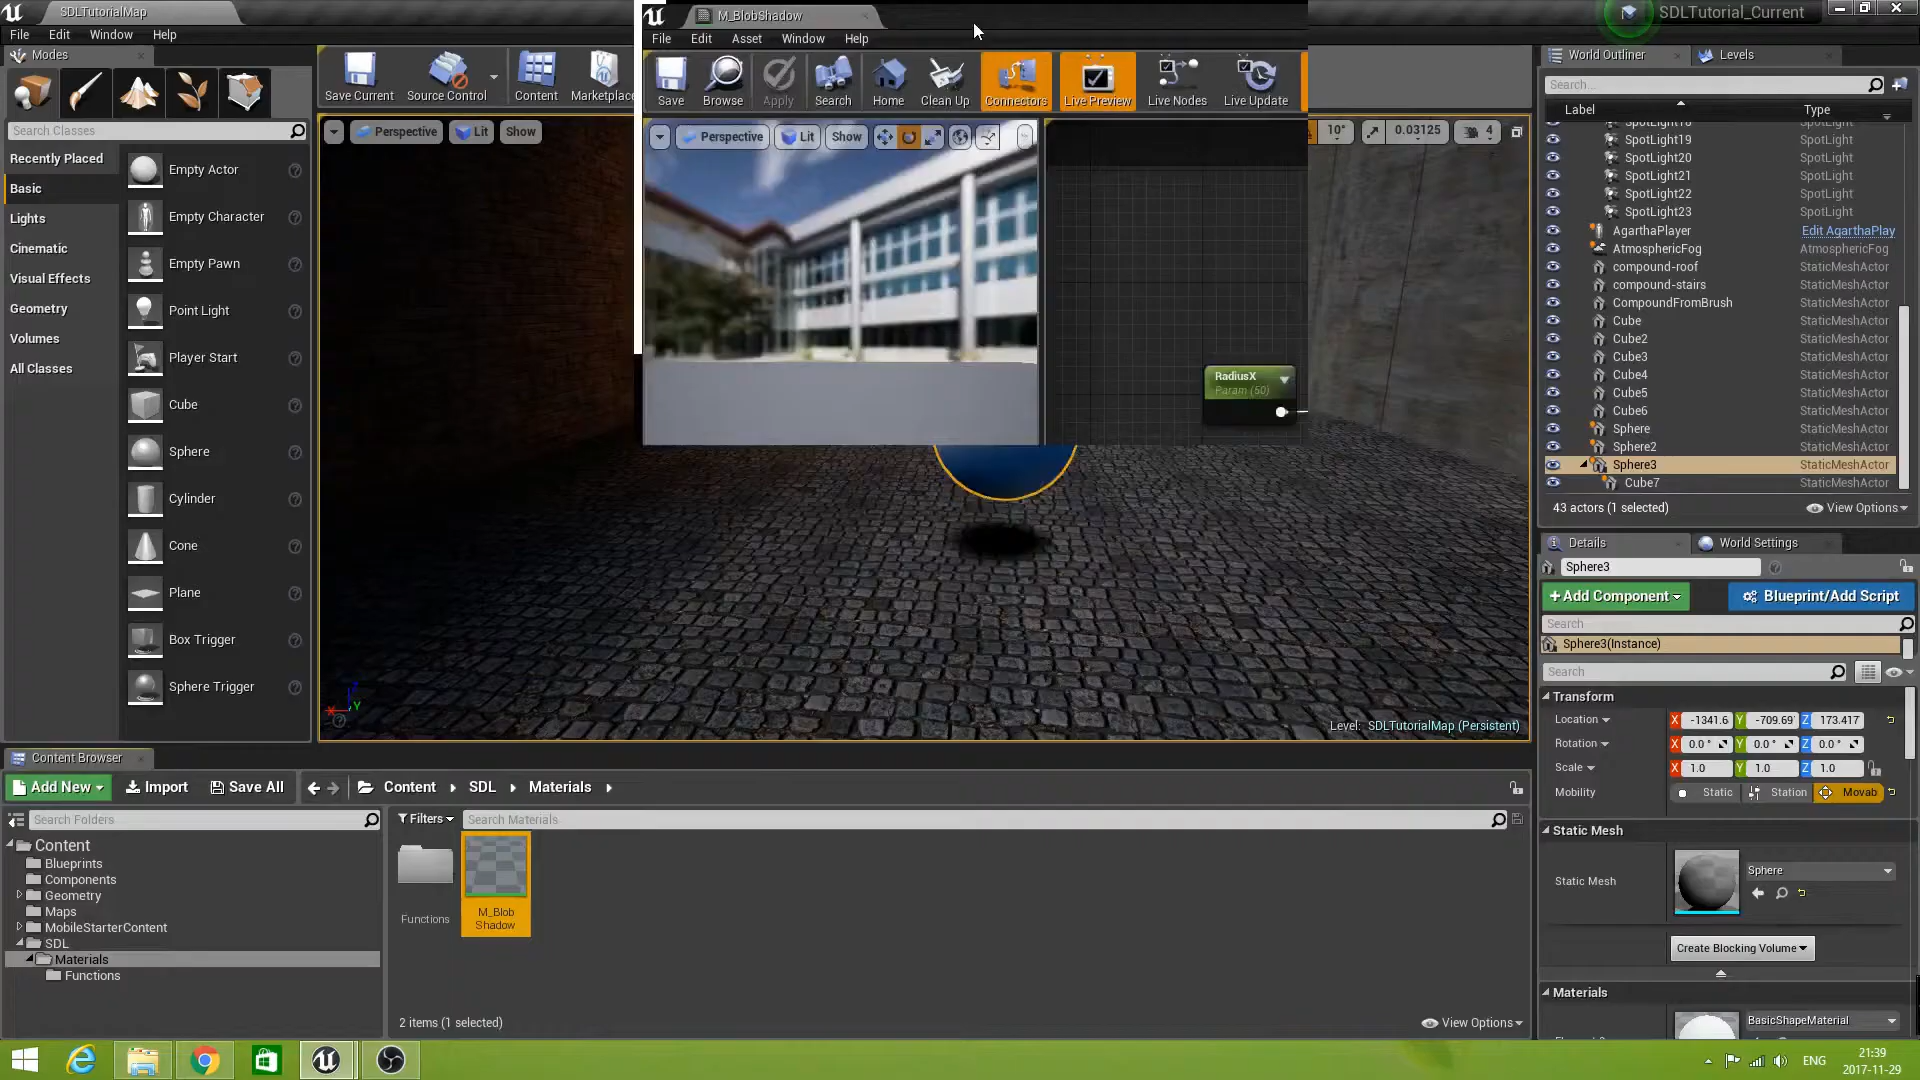 SDLTutorialMap
M_BlobShadow
SDLTutorial_Current
File Edit Window Help
File Edit Asset Window Help
Modes
World Outliner Levels
Save Current Source Control Content Marketplace
Save Browse Apply Search Home Clean Up Connectors Live Preview Live Nodes Live Update
Search...
Label Type
Search Classes
Perspective Lit Show
Perspective Lit Show
10° 0.03125 4
Recently Placed
Basic
Lights
Cinematic
Visual Effects
Geometry
Volumes
All Classes
Empty Actor
Empty Character
Empty Pawn
Point Light
Player Start
Cube
Sphere
Cylinder
Cone
Plane
Box Trigger
Sphere Trigger
RadiusX
Param (50)
SpotLight18 SpotLight
SpotLight19 SpotLight
SpotLight20 SpotLight
SpotLight21 SpotLight
SpotLight22 SpotLight
SpotLight23 SpotLight
AgarthaPlayer Edit AgarthaPlay
AtmosphericFog AtmosphericFog
compound-roof StaticMeshActor
compound-stairs StaticMeshActor
CompoundFromBrush StaticMeshActor
Cube StaticMeshActor
Cube2 StaticMeshActor
Cube3 StaticMeshActor
Cube4 StaticMeshActor
Cube5 StaticMeshActor
Cube6 StaticMeshActor
Sphere StaticMeshActor
Sphere2 StaticMeshActor
Sphere3 StaticMeshActor
Cube7 StaticMeshActor
43 actors (1 selected) View Options
Details World Settings
Sphere3
+Add Component Blueprint/Add Script
Search
Sphere3(Instance)
Search
Transform
Location X -1341.6 Y -709.69 Z 173.417
Rotation X 0.0 ° Y 0.0 ° Z 0.0 °
Scale X 1.0 Y 1.0 Z 1.0
Mobility Static Station Movab
Static Mesh
Static Mesh Sphere
Create Blocking Volume
Materials
BasicShapeMaterial
X Y Z
Level: SDLTutorialMap (Persistent)
Content Browser
Add New Import Save All Content SDL Materials
Search Folders
Filters Search Materials
Content
Blueprints
Components
Geometry
Maps
MobileStarterContent
SDL
Materials
Functions
Functions
M_Blob
Shadow
2 items (1 selected) View Options
ENG
21:39
2017-11-29